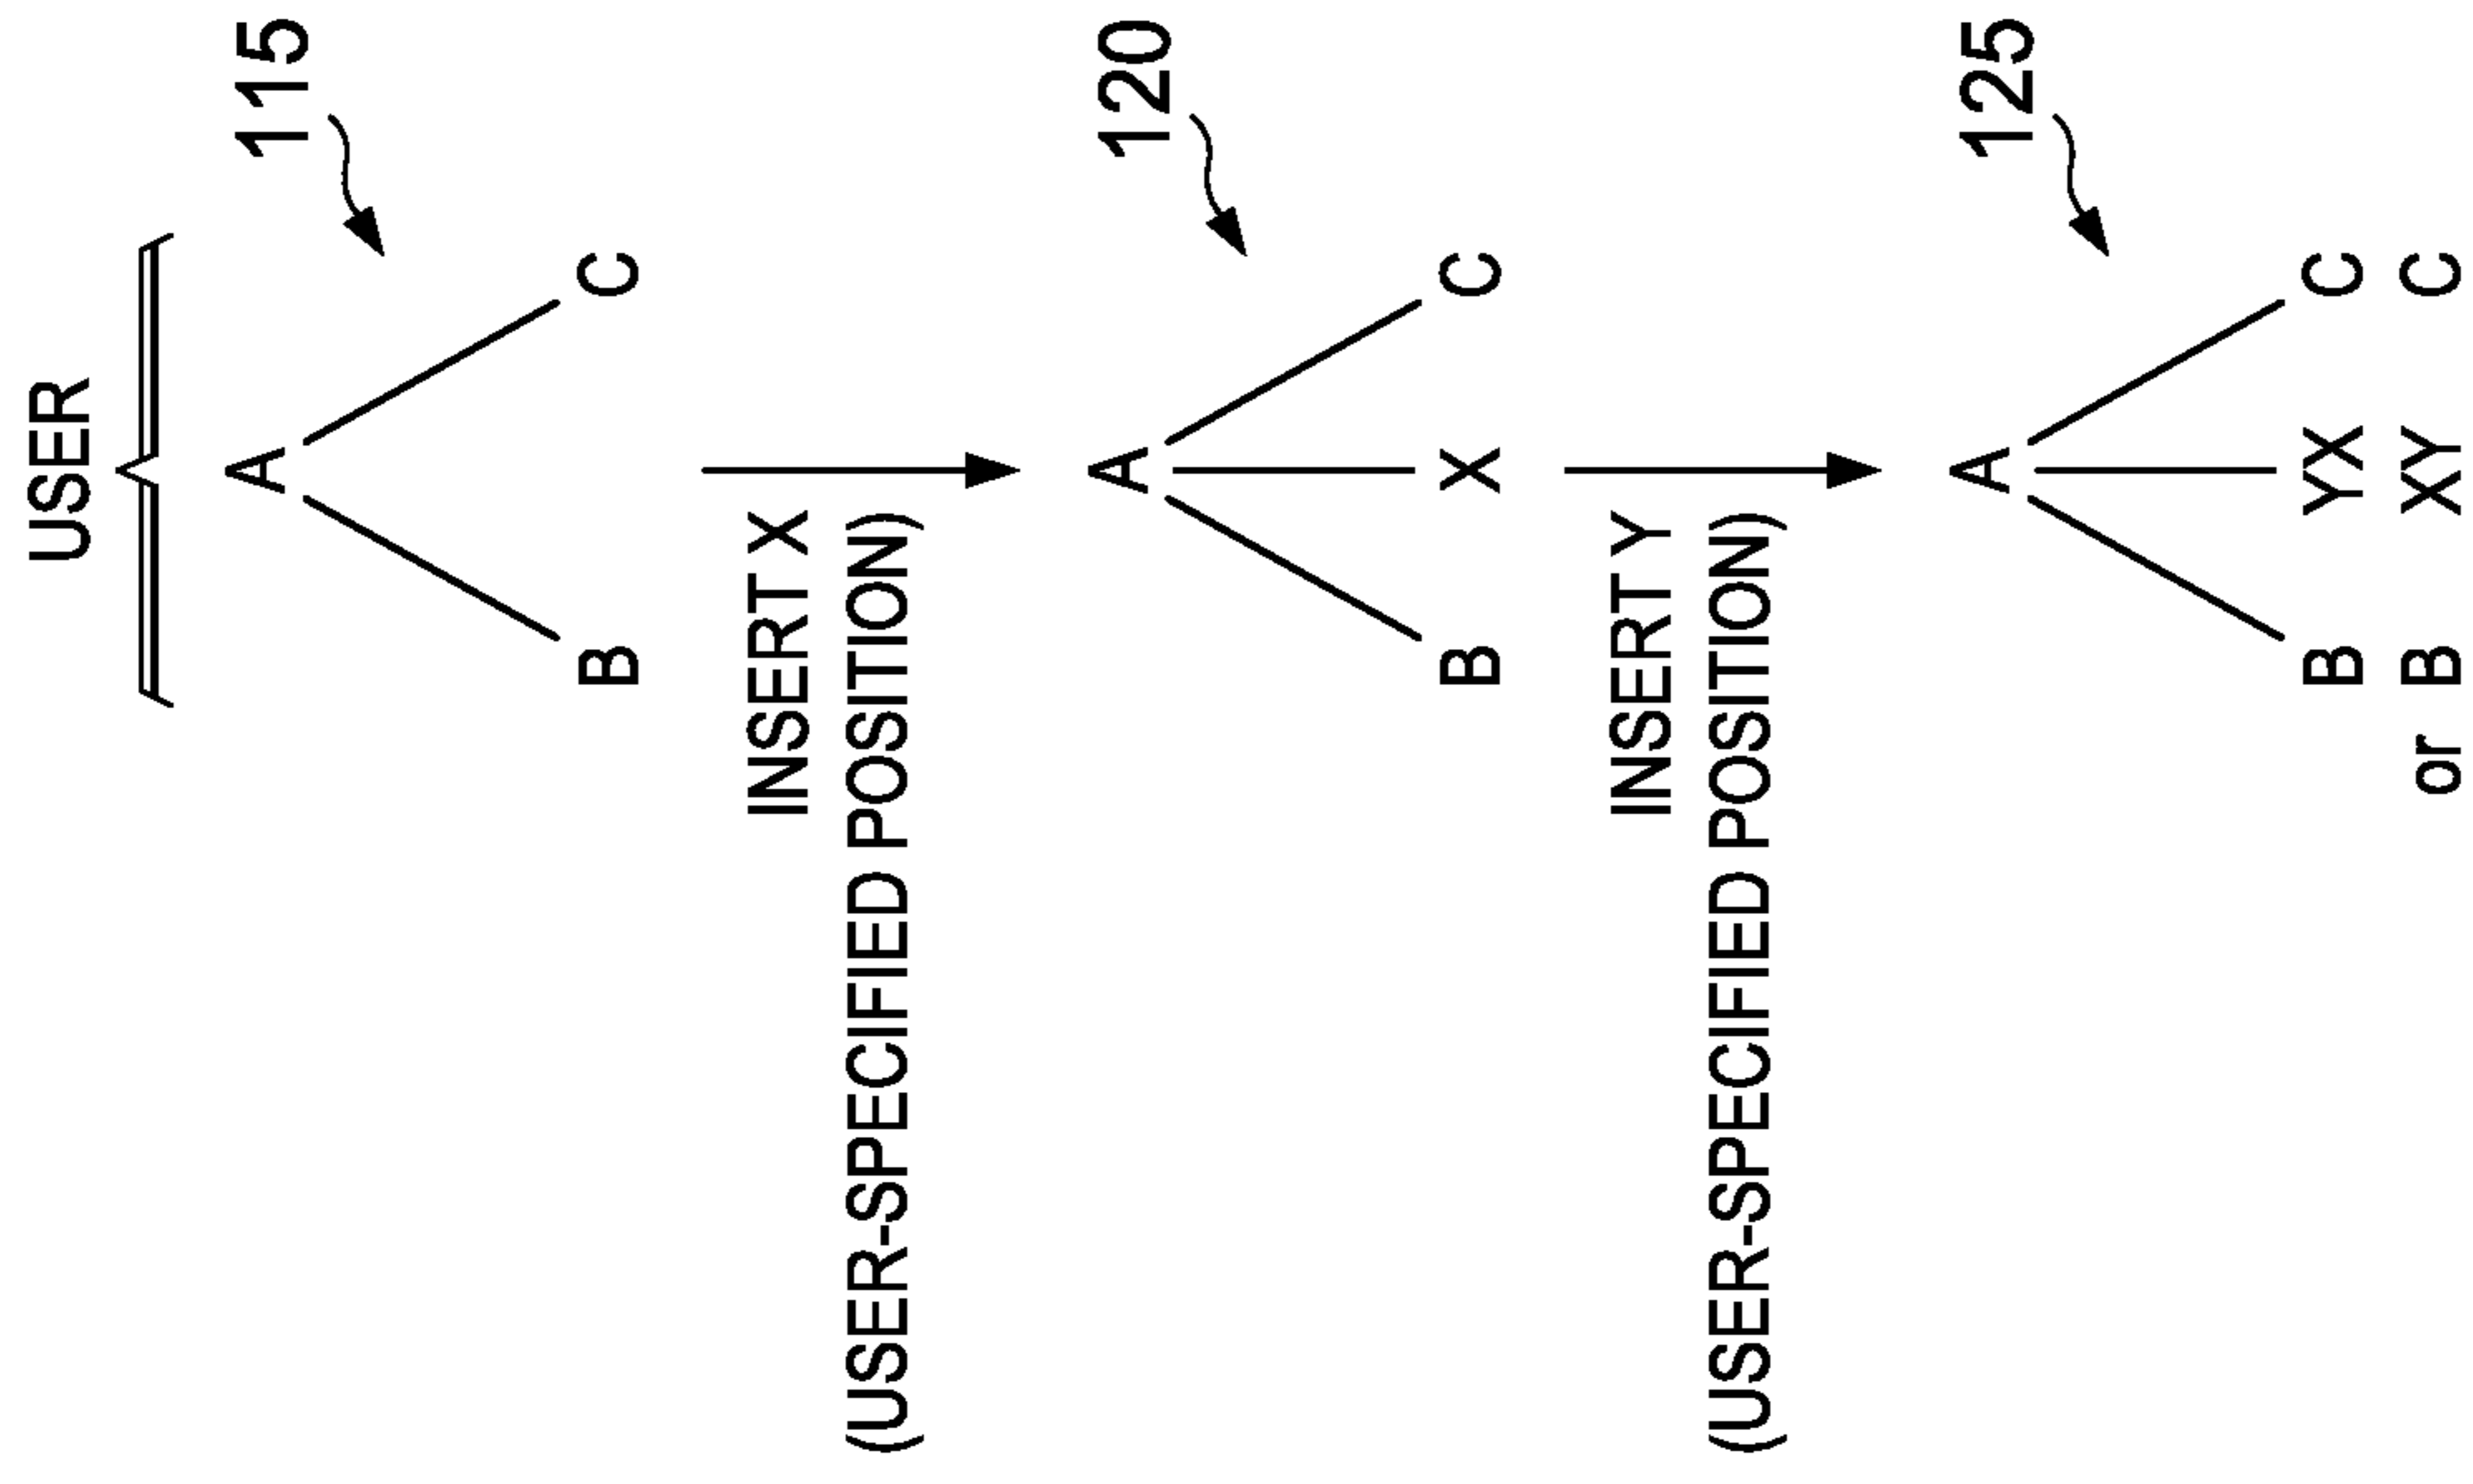 USER
115
A
B C
INSERT X
(USER-SPECIFIED POSITION)
120
A
B X C
INSERT Y
(USER-SPECIFIED POSITION)
125
A
B YX C
or B XY C